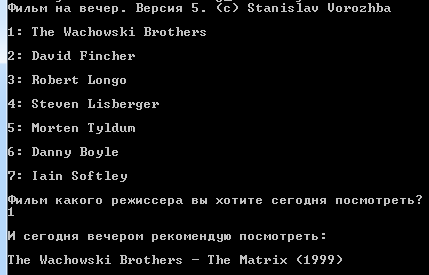 Фильм на вечер. Версия 5. (c) Stanislav Vorozhba
1: The Wachowski Brothers
2: David Fincher
3: Robert Longo
4: Steven Lisberger
5: Morten Tyldum
6: Danny Boyle
7: Iain Softley
Фильм какого режиссера вы хотите сегодня посмотреть?
1
И сегодня вечером рекомендую посмотреть:
The Wachowski Brothers - The Matrix (1999)